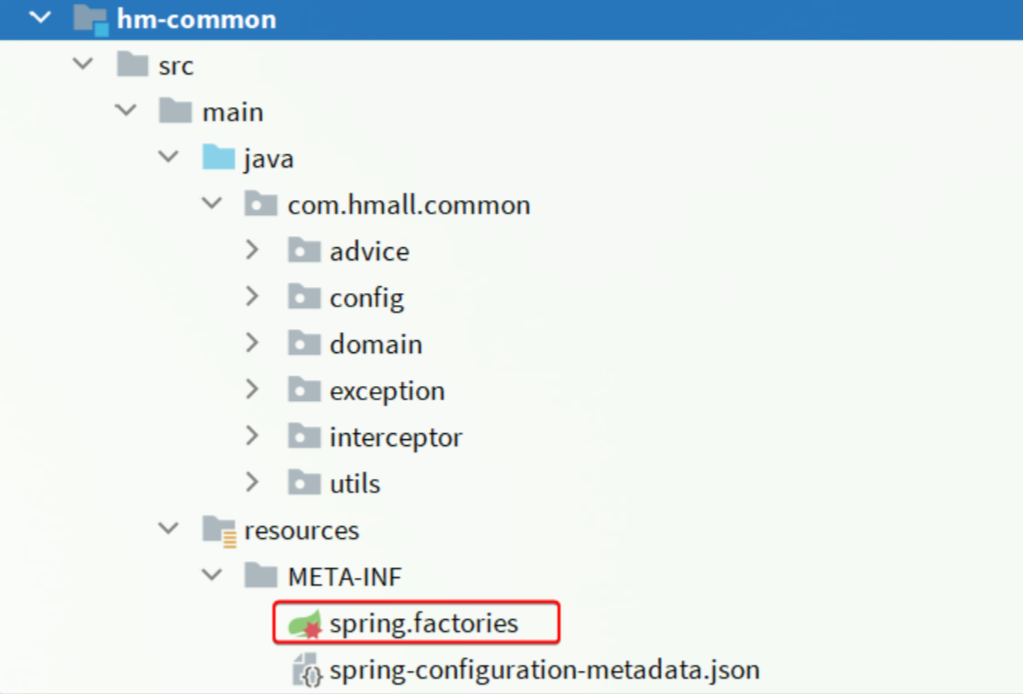 hm-common
src
main
java
com.hmall.common
advice
config
domain
exception
interceptor
utils
resources
META-INF
spring.factories
spring-configuration-metadata.json